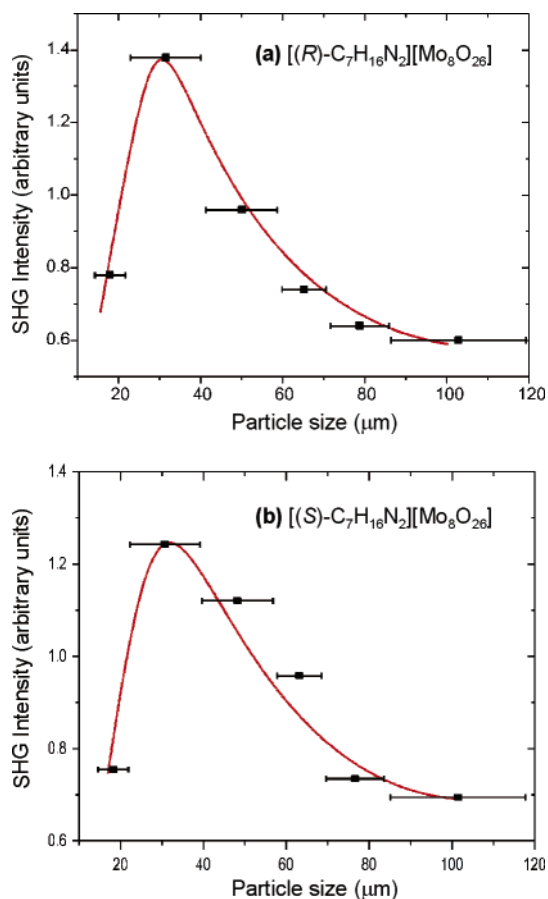 (a) [(R)-C₇H₁₆N₂][Mo₈O₂₆]
SHG Intensity (arbitrary units)
1.4
1.2
1.0
0.8
0.6
20 40 60 80 100 120
Particle size (μm)
(b) [(S)-C₇H₁₆N₂][Mo₈O₂₆]
SHG Intensity (arbitrary units)
1.4
1.2
1.0
0.8
0.6
20 40 60 80 100 120
Particle size (μm)